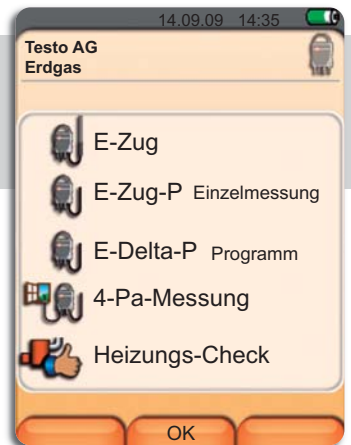 14.09.09 14:35
Testo AG
Erdgas
E-Zug
E-Zug-P Einzelmessung
E-Delta-P Programm
4-Pa-Messung
Heizungs-Check
OK